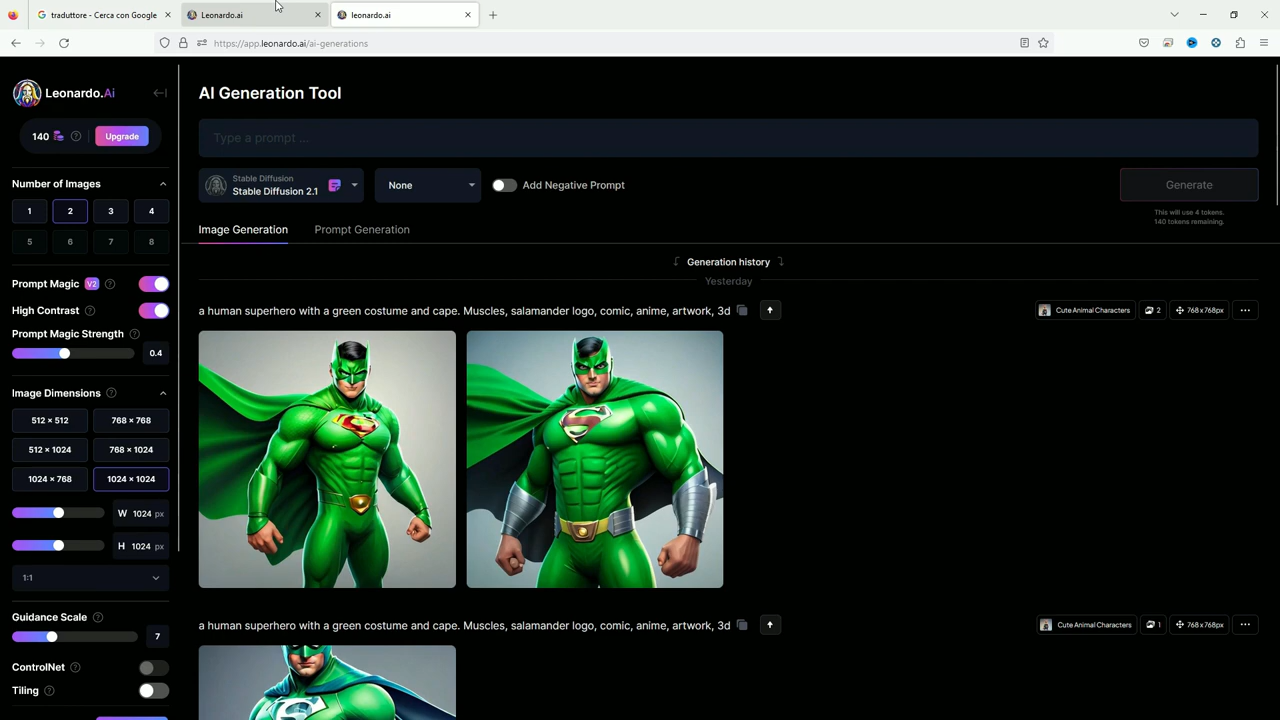 traduttore - Cerca con Google
Leonardo.ai
leonardo.ai
https://app.leonardo.ai/ai-generations
Leonardo.Ai
140
Upgrade
Number of Images
1 2 3 4
5 6 7 8
Prompt Magic V2
High Contrast
Prompt Magic Strength
0.4
Image Dimensions
512 × 512 768 × 768
512 × 1024 768 × 1024
1024 × 768 1024 × 1024
W 1024 px
H 1024 px
1:1
Guidance Scale
7
ControlNet
Tiling
AI Generation Tool
Type a prompt ...
Stable Diffusion
Stable Diffusion 2.1
None
Add Negative Prompt
Generate
This will use 4 tokens.
140 tokens remaining.
Image Generation
Prompt Generation
Generation history
Yesterday
a human superhero with a green costume and cape. Muscles, salamander logo, comic, anime, artwork, 3d
Cute Animal Characters
2
768x768px
a human superhero with a green costume and cape. Muscles, salamander logo, comic, anime, artwork, 3d
Cute Animal Characters
1
768x768px